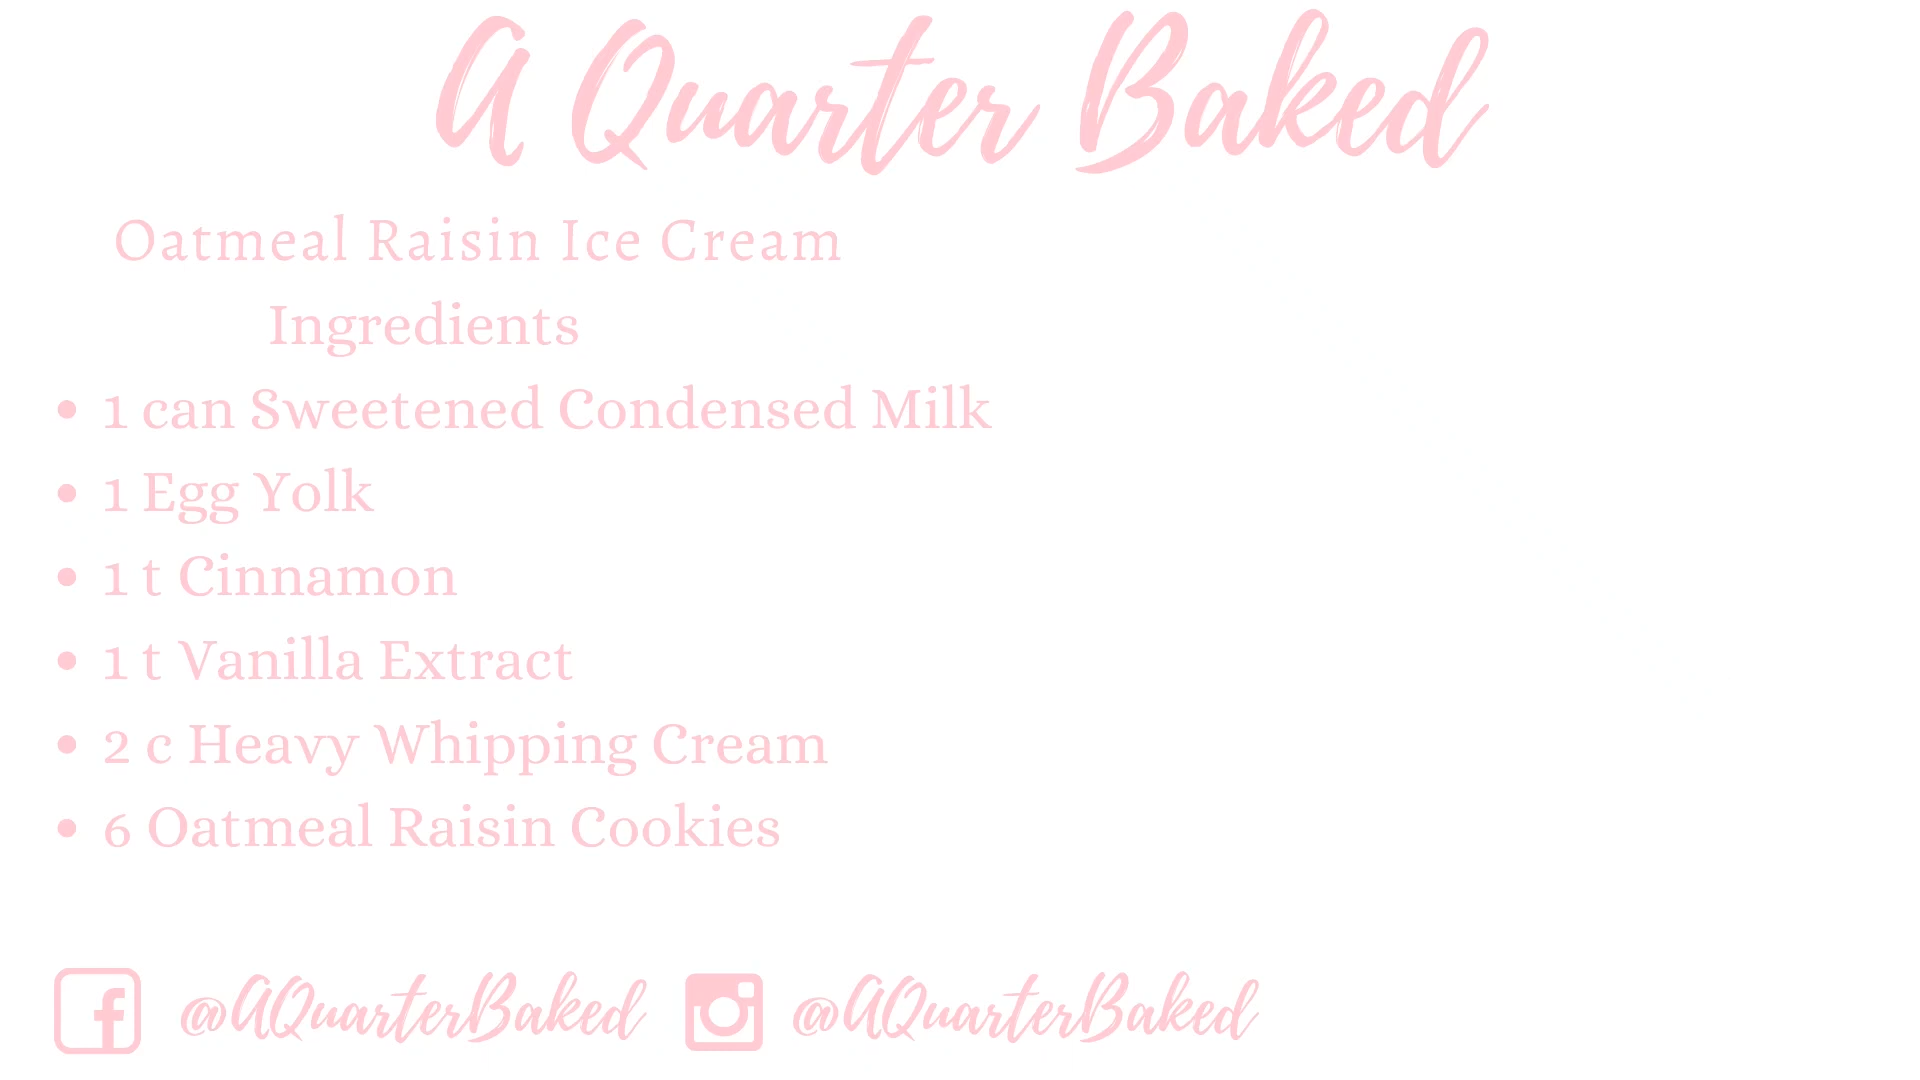 A Quarter Baked
Oatmeal Raisin Ice Cream
Ingredients
• 1 can Sweetened Condensed Milk
• 1 Egg Yolk
• 1 t Cinnamon
• 1 t Vanilla Extract
• 2 c Heavy Whipping Cream
• 6 Oatmeal Raisin Cookies
@AQuarterBaked @AQuarterBaked